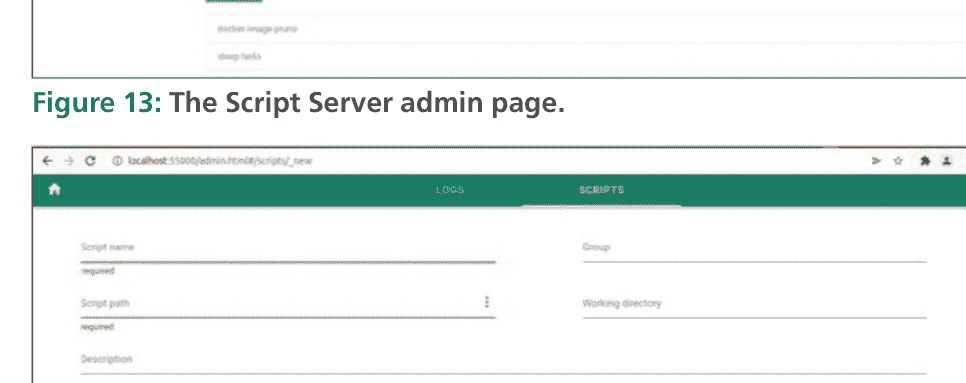 docker image prune
sleep hello
Figure 13: The Script Server admin page.
localhost:55000/admin.html#/scripts/_new
LOGS SCRIPTS
Script name Group
required
Script path Working directory
required
Description